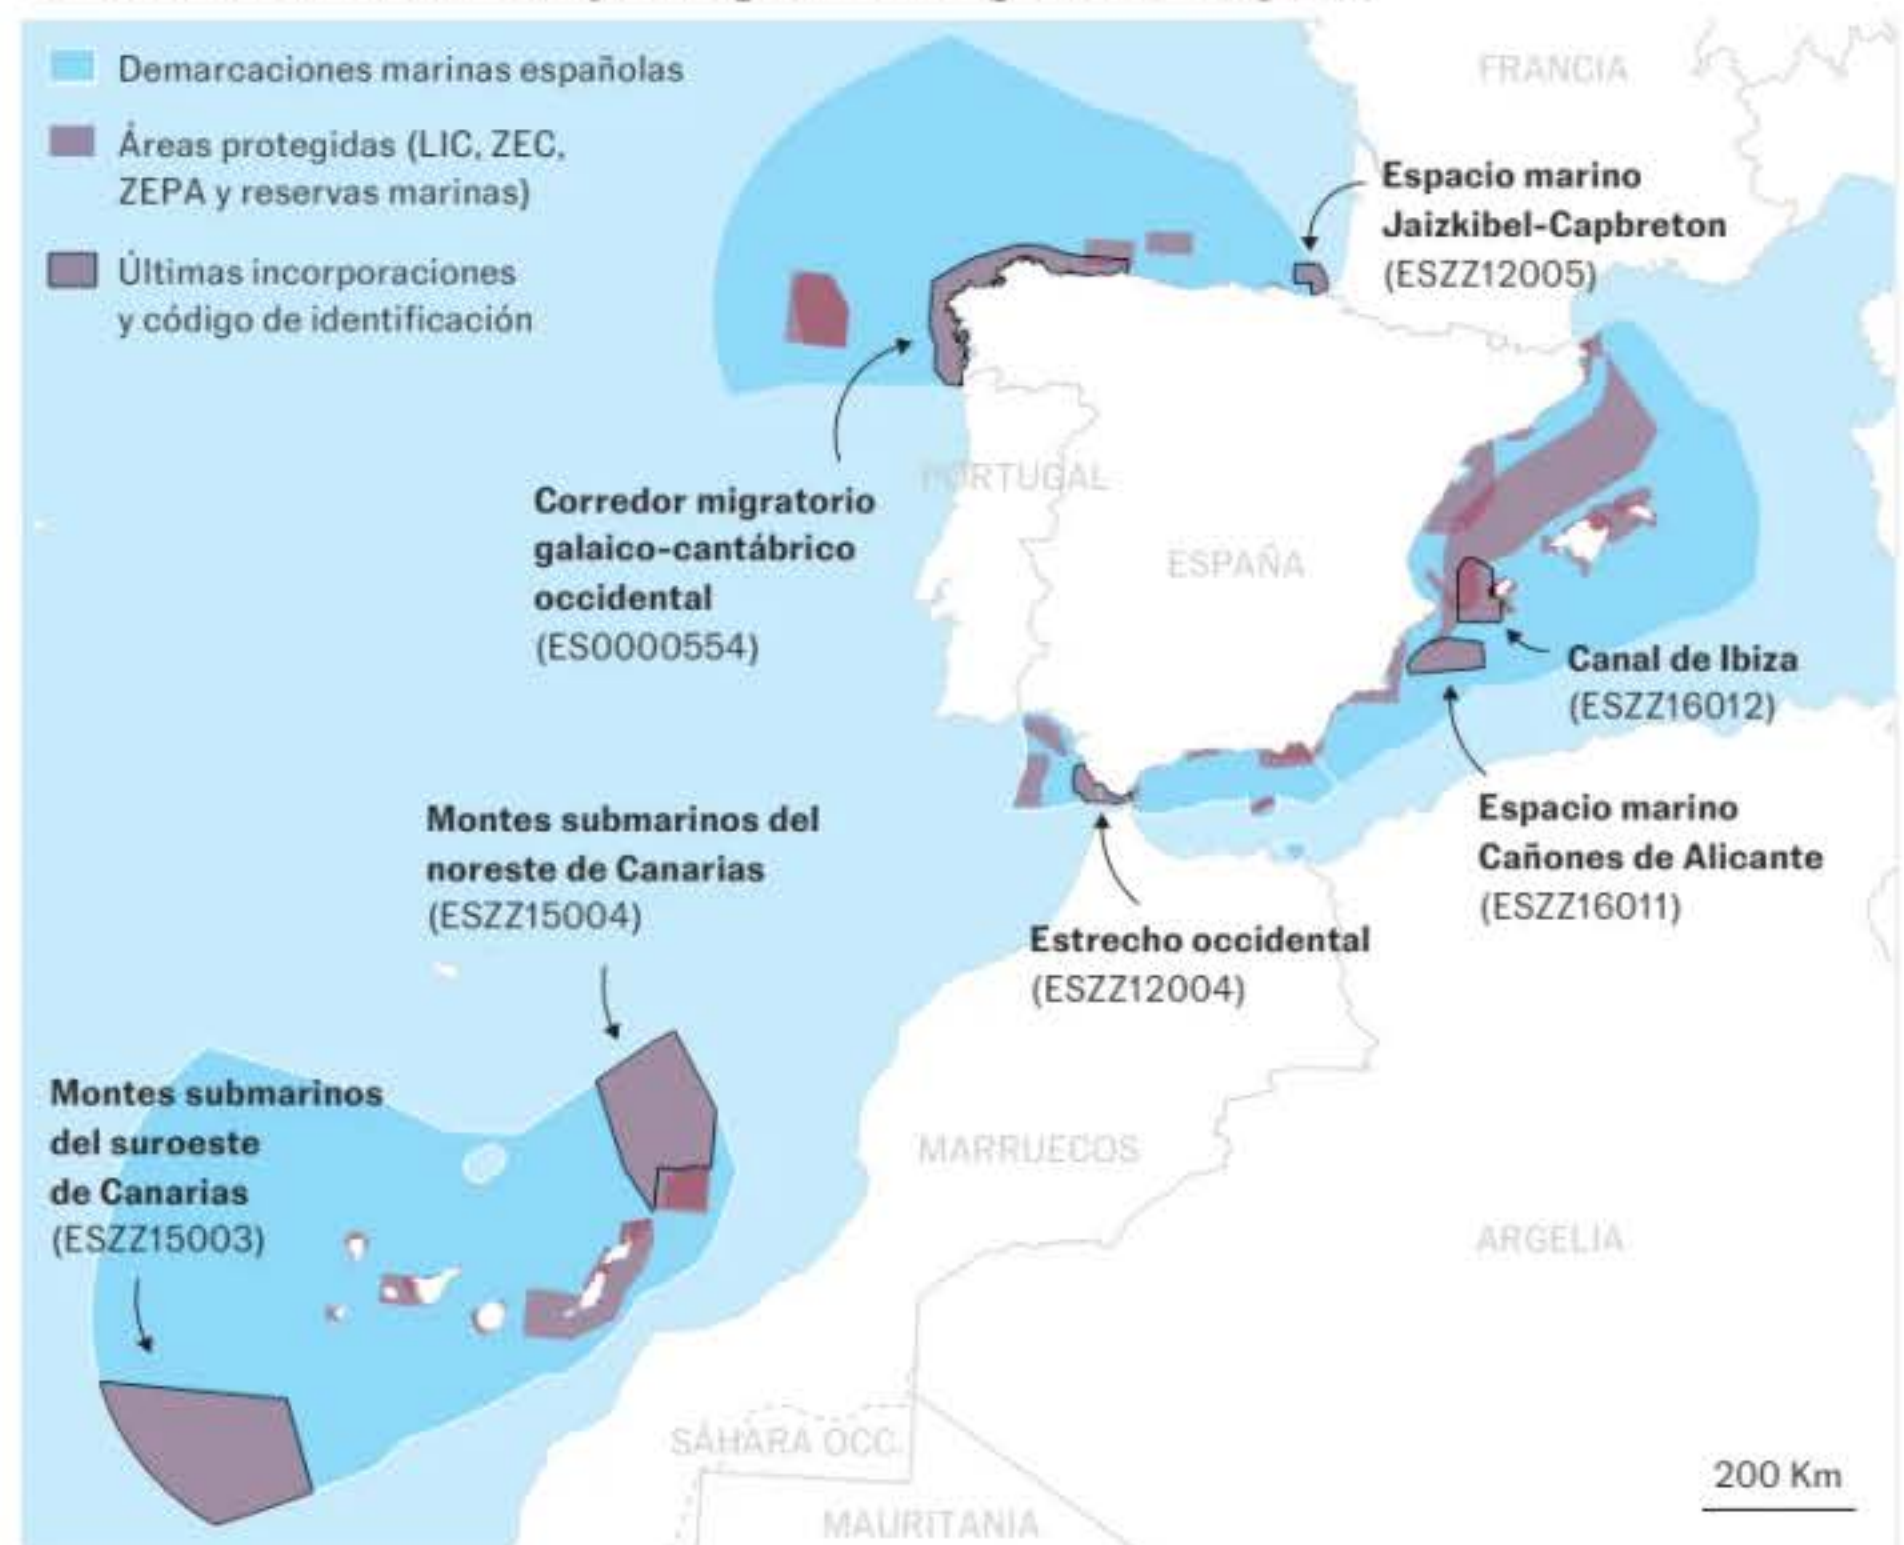 Demarcaciones marinas españolas
Áreas protegidas (LIC, ZEC,
ZEPA y reservas marinas)
Últimas incorporaciones
y código de identificación
FRANCIA
Espacio marino
Jaizkibel-Capbreton
(ESZZ12005)
PORTUGAL
Corredor migratorio
galaico-cantábrico
occidental
(ES0000554)
ESPAÑA
Canal de Ibiza
(ESZZ16012)
Espacio marino
Cañones de Alicante
(ESZZ16011)
Montes submarinos del
noreste de Canarias
(ESZZ15004)
Estrecho occidental
(ESZZ12004)
Montes submarinos
del suroeste
de Canarias
(ESZZ15003)
MARRUECOS
ARGELIA
SÁHARA OCC.
MAURITANIA
200 Km